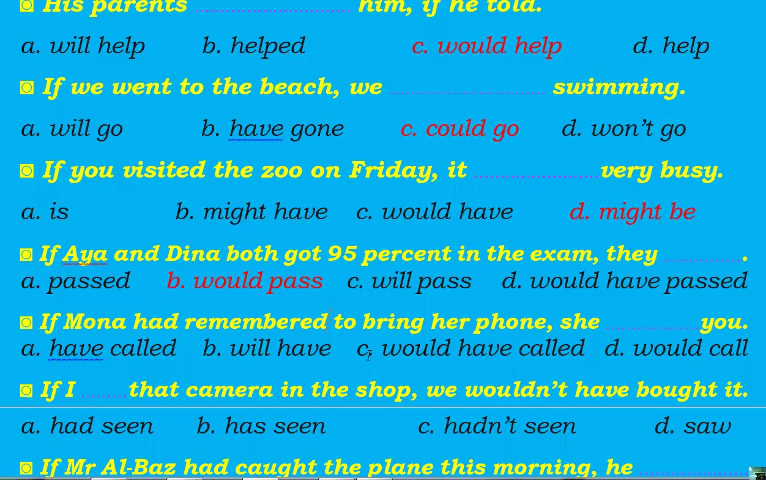 ◙ His parents ........................ him, if he told.
a. will help b. helped c. would help d. help
◙ If we went to the beach, we ........................ swimming.
a. will go b. have gone c. could go d. won't go
◙ If you visited the zoo on Friday, it ................... very busy.
a. is b. might have c. would have d. might be
◙ If Aya and Dina both got 95 percent in the exam, they ............ .
a. passed b. would pass c. will pass d. would have passed
◙ If Mona had remembered to bring her phone, she .............. you.
a. have called b. will have c. would have called d. would call
◙ If I ....... that camera in the shop, we wouldn't have bought it.
a. had seen b. has seen c. hadn't seen d. saw
◙ If Mr Al-Baz had caught the plane this morning, he .................